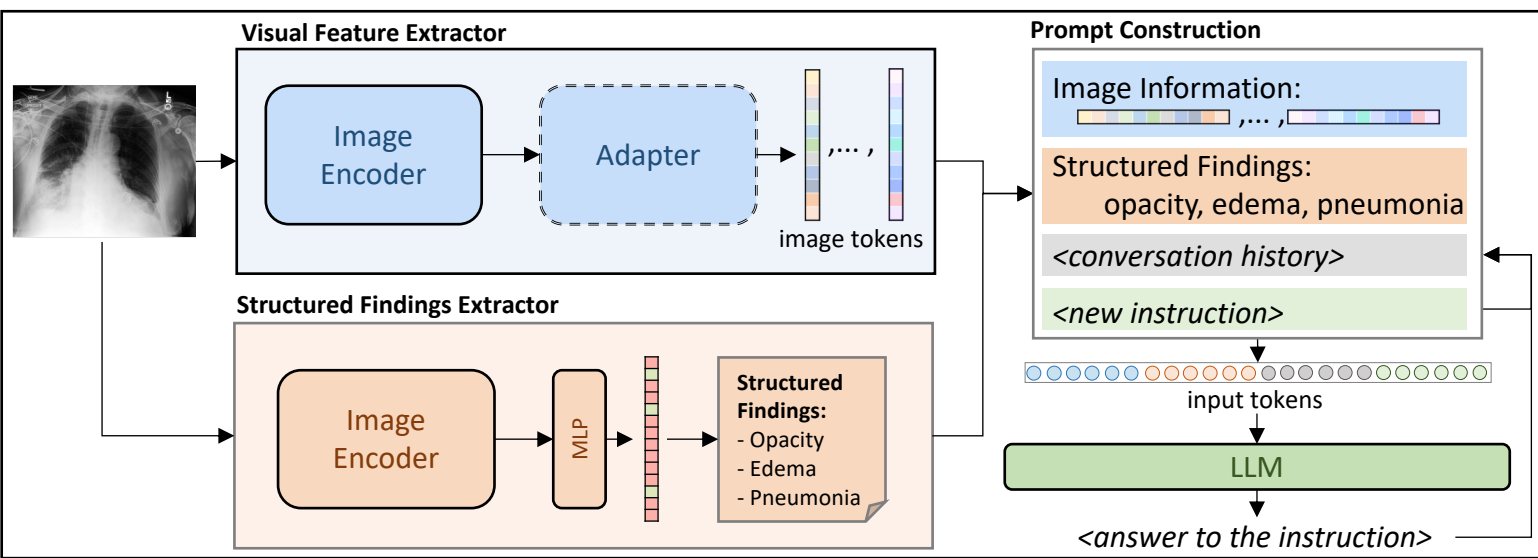 Visual Feature Extractor
Image
Encoder
Adapter
,... ,
image tokens
Structured Findings Extractor
Image
Encoder
MLP
Structured
Findings:
- Opacity
- Edema
- Pneumonia
Prompt Construction
Image Information:
,... ,
Structured Findings:
opacity, edema, pneumonia
<conversation history>
<new instruction>
input tokens
LLM
<answer to the instruction>